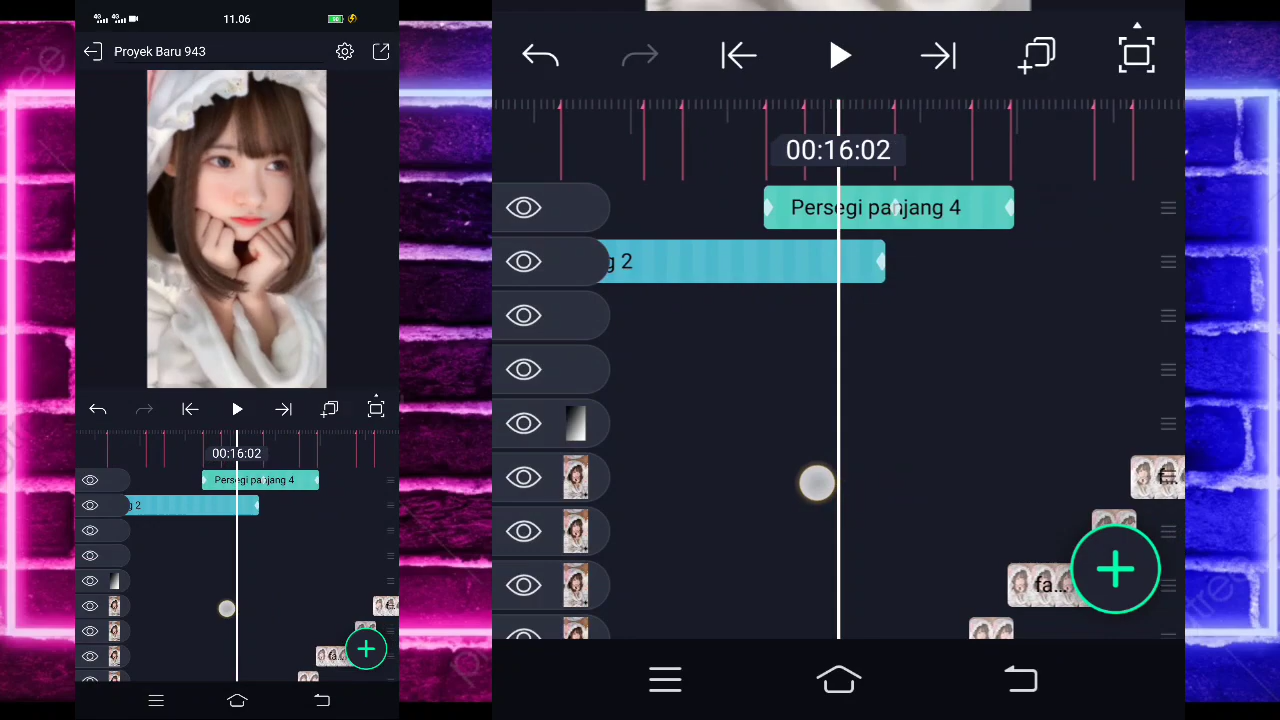 11.06
Proyek Baru 943
00:16:02
Persegi panjang 4
g 2
fa...
00:16:02
Persegi panjang 4
g 2
f...
fa...